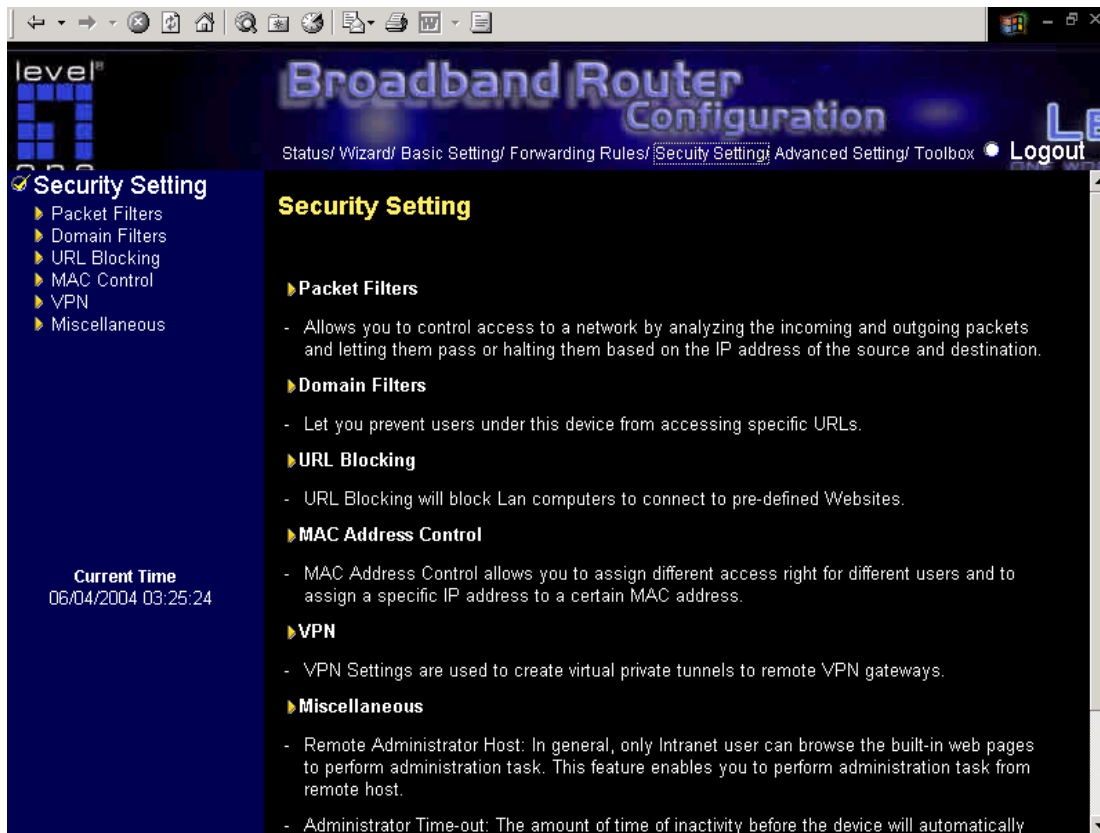 level®
one
Broadband Router
Configuration
Status/ Wizard/ Basic Setting/ Forwarding Rules/ Secuity Setting/ Advanced Setting/ Toolbox Logout
Security Setting
Packet Filters
Domain Filters
URL Blocking
MAC Control
VPN
Miscellaneous
Current Time
06/04/2004 03:25:24
Security Setting
Packet Filters
- Allows you to control access to a network by analyzing the incoming and outgoing packets
and letting them pass or halting them based on the IP address of the source and destination.
Domain Filters
- Let you prevent users under this device from accessing specific URLs.
URL Blocking
- URL Blocking will block Lan computers to connect to pre-defined Websites.
MAC Address Control
- MAC Address Control allows you to assign different access right for different users and to
assign a specific IP address to a certain MAC address.
VPN
- VPN Settings are used to create virtual private tunnels to remote VPN gateways.
Miscellaneous
- Remote Administrator Host: In general, only Intranet user can browse the built-in web pages
to perform administration task. This feature enables you to perform administration task from
remote host.
- Administrator Time-out: The amount of time of inactivity before the device will automatically